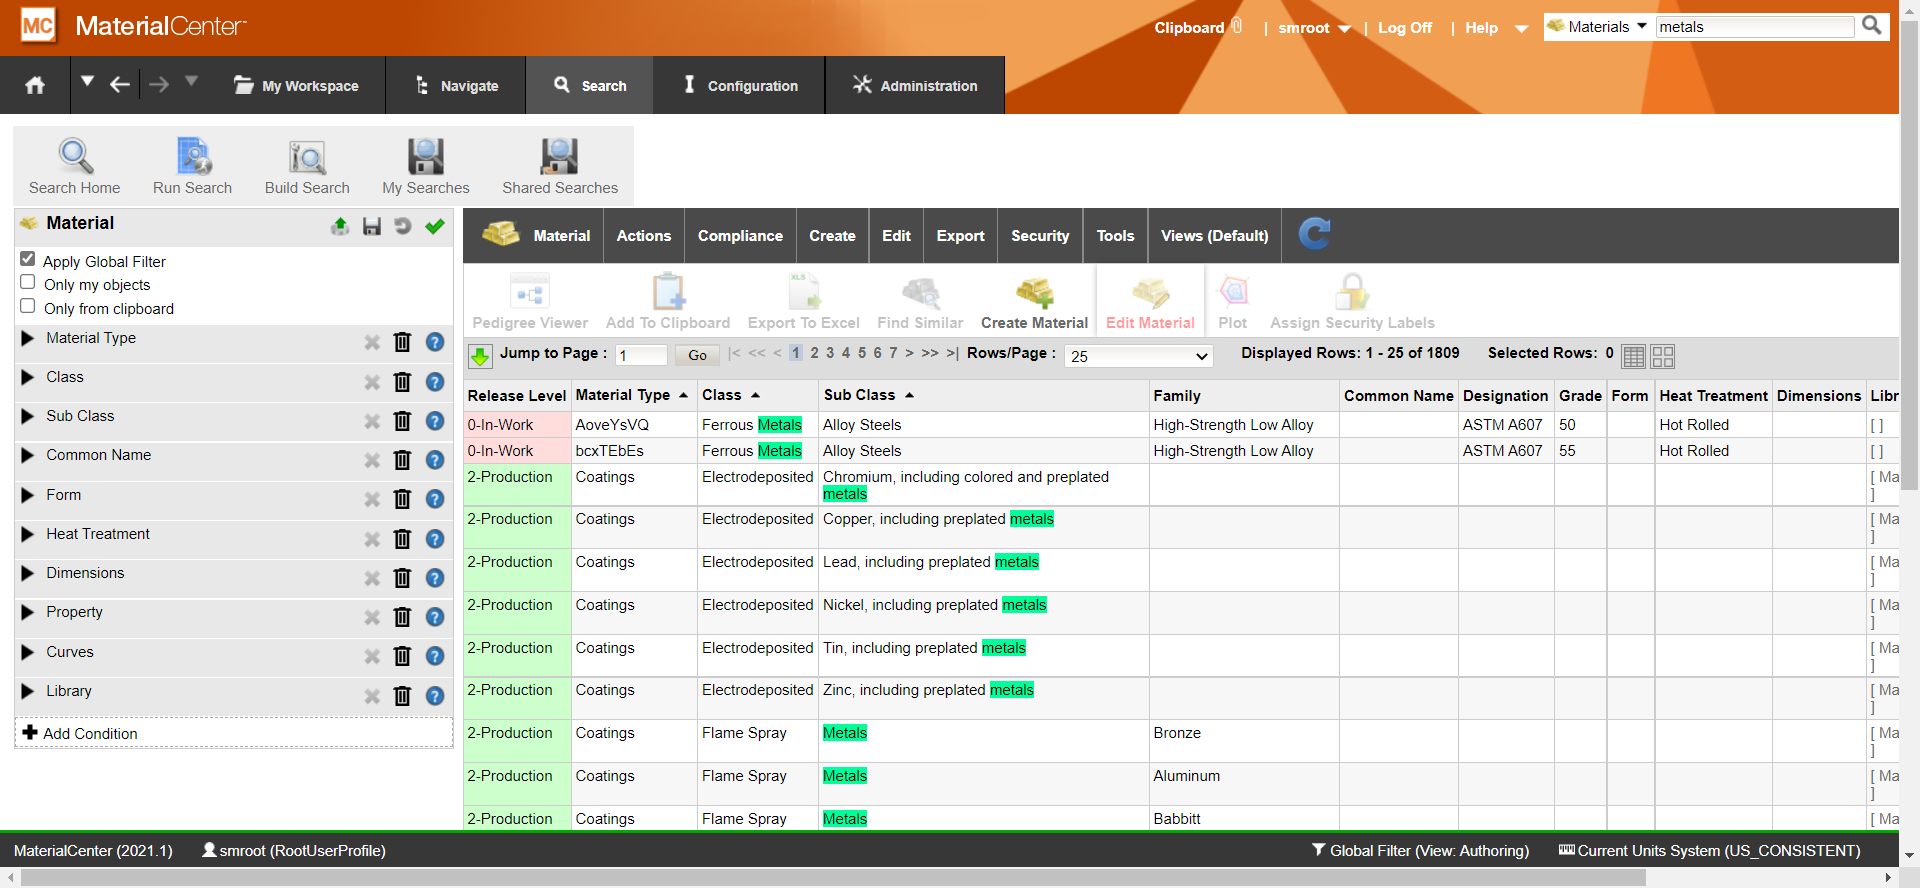 MC MaterialCenter
Clipboard | smroot | Log Off | Help Materials metals
My Workspace Navigate Search Configuration Administration
Search Home Run Search Build Search My Searches Shared Searches
Material
Apply Global Filter
Only my objects
Only from clipboard
Material Type
Class
Sub Class
Common Name
Form
Heat Treatment
Dimensions
Property
Curves
Library
Add Condition
Material Actions Compliance Create Edit Export Security Tools Views (Default)
Pedigree Viewer Add To Clipboard Export To Excel Find Similar Create Material Edit Material Plot Assign Security Labels
Jump to Page : 1 Go |< << < 1 2 3 4 5 6 7 > >> >| Rows/Page : 25 Displayed Rows: 1 - 25 of 1809 Selected Rows: 0
Release Level Material Type Class Sub Class Family Common Name Designation Grade Form Heat Treatment Dimensions Libr
0-In-Work AoveYsVQ Ferrous Metals Alloy Steels High-Strength Low Alloy ASTM A607 50 Hot Rolled [ ]
0-In-Work bcxTEbEs Ferrous Metals Alloy Steels High-Strength Low Alloy ASTM A607 55 Hot Rolled [ ]
2-Production Coatings Electrodeposited Chromium, including colored and preplated [ Ma
metals ]
2-Production Coatings Electrodeposited Copper, including preplated metals [ Ma
]
2-Production Coatings Electrodeposited Lead, including preplated metals [ Ma
]
2-Production Coatings Electrodeposited Nickel, including preplated metals [ Ma
]
2-Production Coatings Electrodeposited Tin, including preplated metals [ Ma
]
2-Production Coatings Electrodeposited Zinc, including preplated metals [ Ma
]
2-Production Coatings Flame Spray Metals Bronze [ Ma
]
2-Production Coatings Flame Spray Metals Aluminum [ Ma
]
2-Production Coatings Flame Spray Metals Babbitt [ Ma
MaterialCenter (2021.1) smroot (RootUserProfile) Global Filter (View: Authoring) Current Units System (US_CONSISTENT)